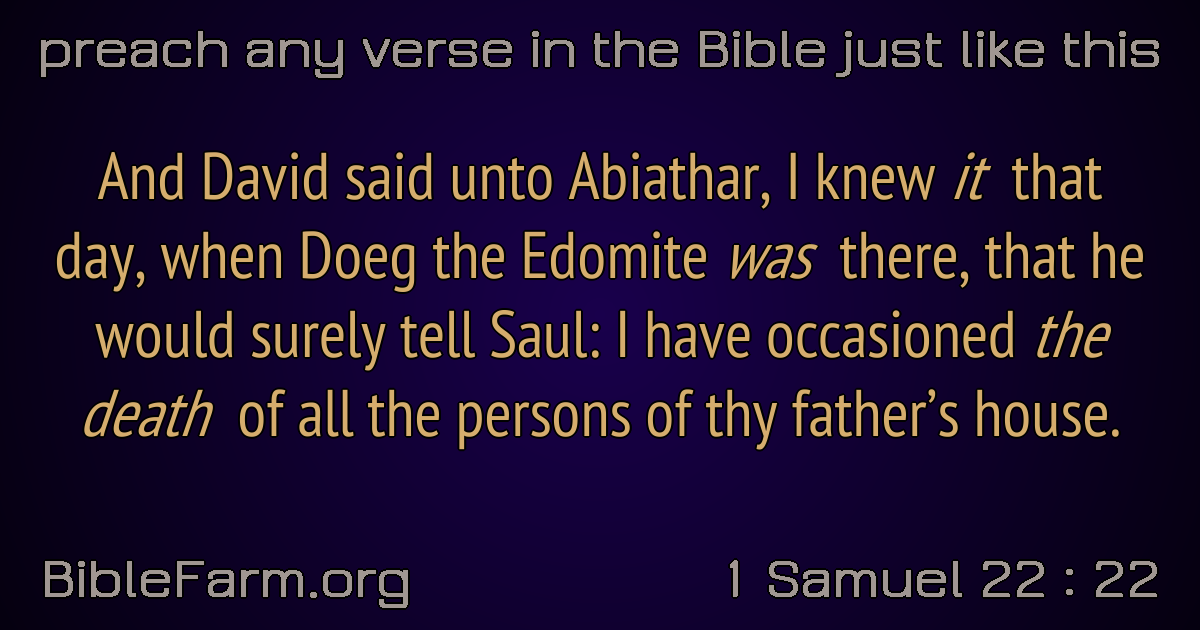 preach any verse in the Bible just like this
And David said unto Abiathar, I knew it that
day, when Doeg the Edomite was there, that he
would surely tell Saul: I have occasioned the
death of all the persons of thy father’s house.
BibleFarm.org
1 Samuel 22 : 22